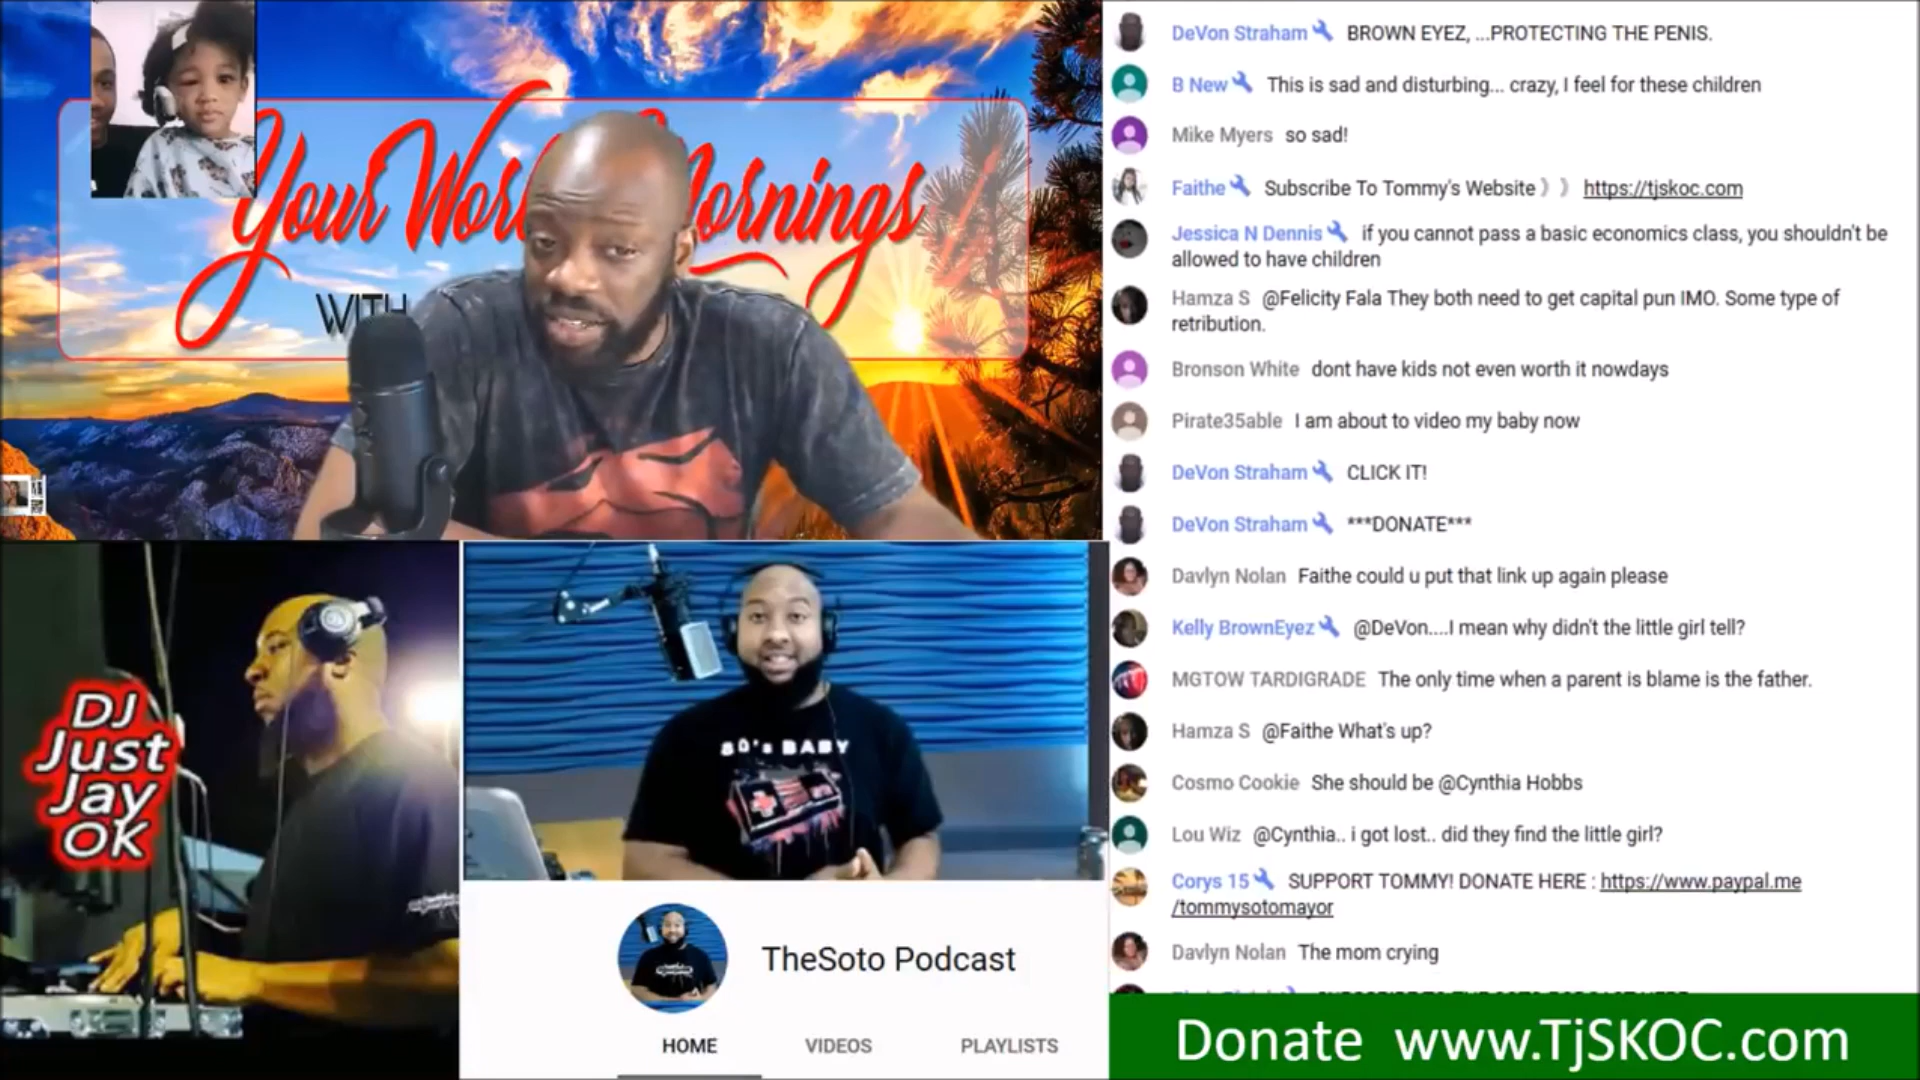 Your Wor
Mornings
WITH
DJ
Just
Jay
OK
80's BABY
TheSoto Podcast
HOME VIDEOS PLAYLISTS
DeVon Straham BROWN EYEZ, ...PROTECTING THE PENIS.
B New This is sad and disturbing... crazy, I feel for these children
Mike Myers so sad!
Faithe Subscribe To Tommy's Website》》 https://tjskoc.com
Jessica N Dennis if you cannot pass a basic economics class, you shouldn't be
allowed to have children
Hamza S @Felicity Fala They both need to get capital pun IMO. Some type of
retribution.
Bronson White dont have kids not even worth it nowdays
Pirate35able I am about to video my baby now
DeVon Straham CLICK IT!
DeVon Straham ***DONATE***
Davlyn Nolan Faithe could u put that link up again please
Kelly BrownEyez @DeVon....I mean why didn't the little girl tell?
MGTOW TARDIGRADE The only time when a parent is blame is the father.
Hamza S @Faithe What's up?
Cosmo Cookie She should be @Cynthia Hobbs
Lou Wiz @Cynthia.. i got lost.. did they find the little girl?
Corys 15 SUPPORT TOMMY! DONATE HERE : https://www.paypal.me
/tommysotomayor
Davlyn Nolan The mom crying
Donate www.TjSKOC.com